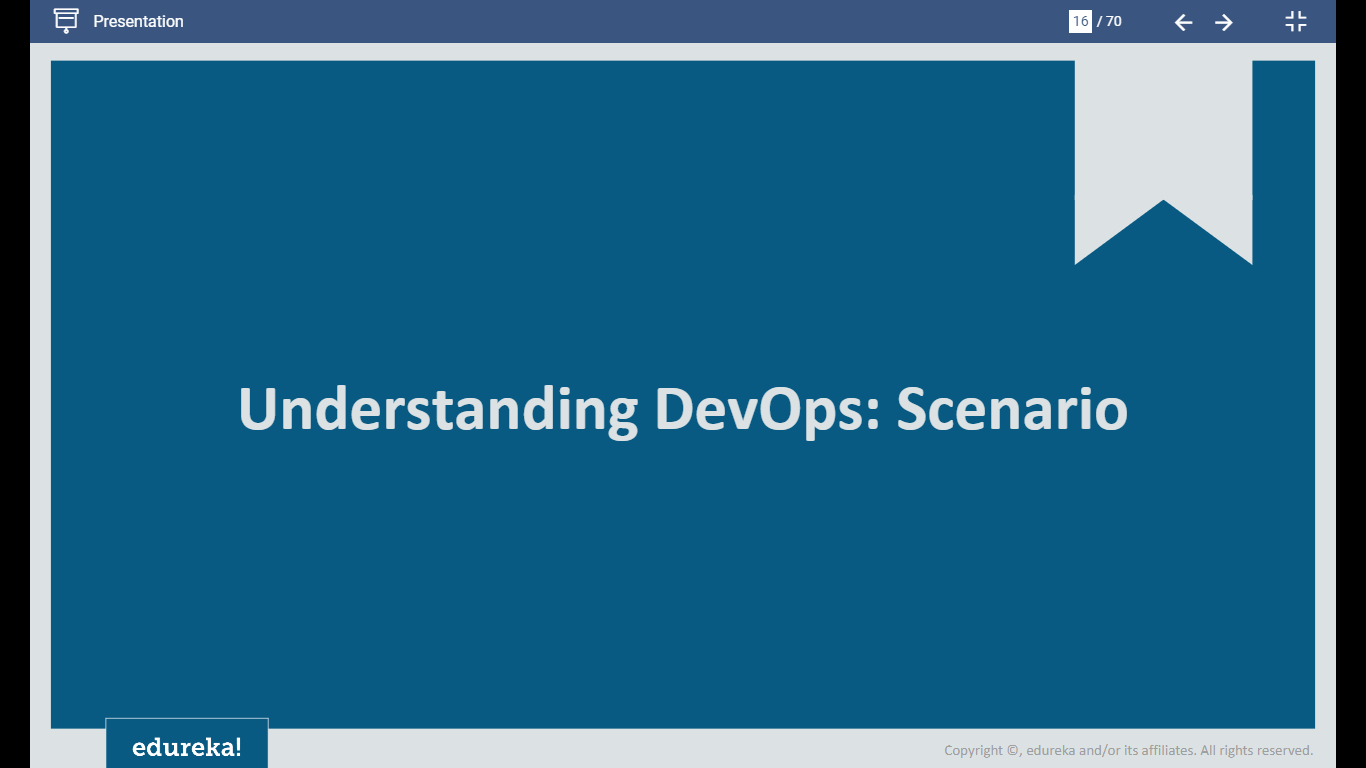 Presentation
16 / 70
Understanding DevOps: Scenario
edureka!
Copyright ©, edureka and/or its affiliates. All rights reserved.